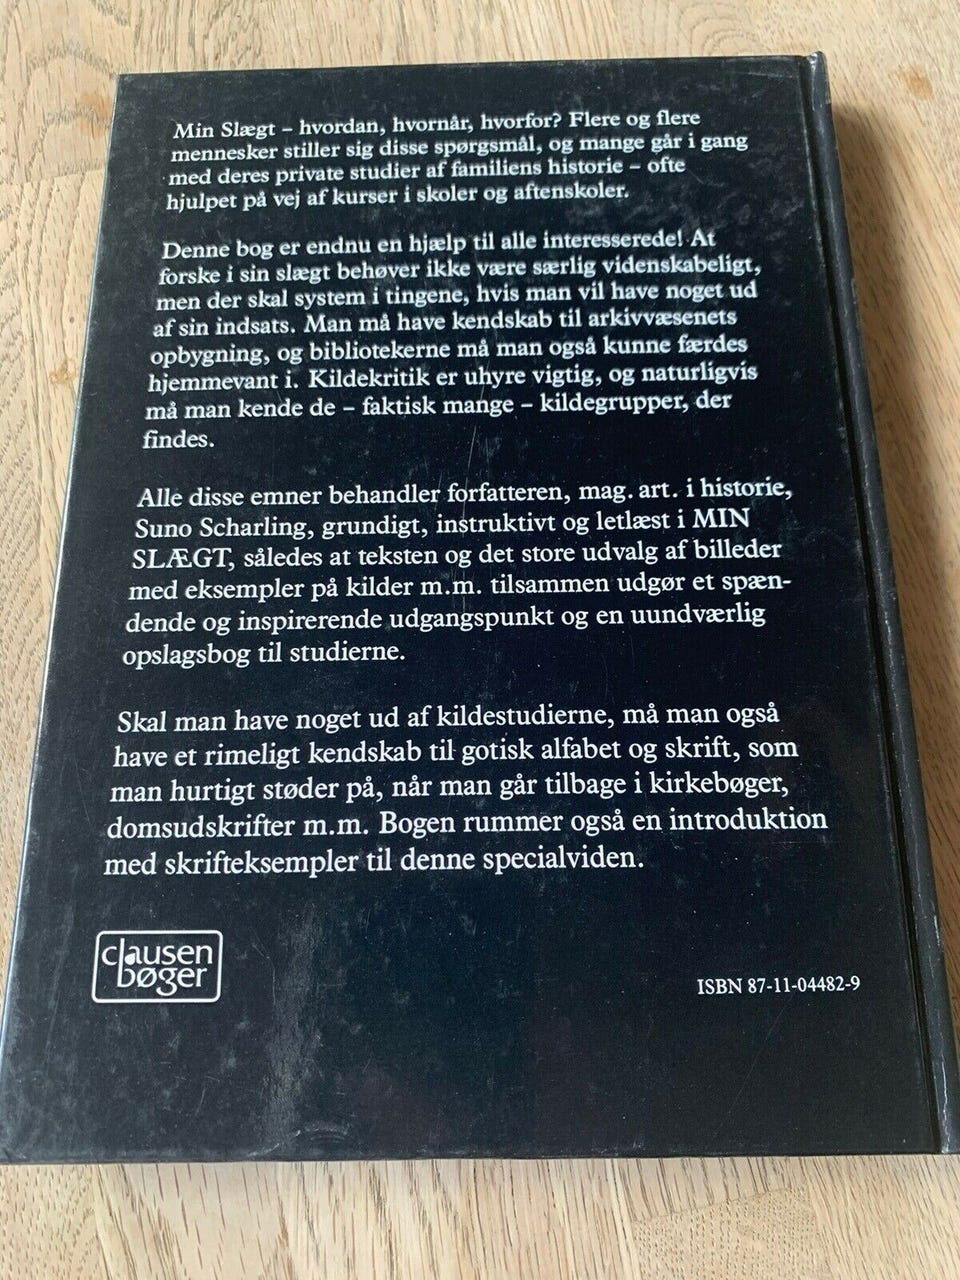 Min Slægt – hvordan, hvornår, hvorfor? Flere og flere
mennesker stiller sig disse spørgsmål, og mange går i gang
med deres private studier af familiens historie – ofte
hjulpet på vej af kurser i skoler og aftenskoler.
Denne bog er endnu en hjælp til alle interesserede! At
forske i sin slægt behøver ikke være særlig videnskabeligt,
men der skal system i tingene, hvis man vil have noget ud
af sin indsats. Man må have kendskab til arkivvæsenets
opbygning, og bibliotekerne må man også kunne færdes
hjemmevant i. Kildekritik er uhyre vigtig, og naturligvis
må man kende de – faktisk mange – kildegrupper, der
findes.
Alle disse emner behandler forfatteren, mag. art. i historie,
Suno Scharling, grundigt, instruktivt og letlæst i MIN
SLÆGT, således at teksten og det store udvalg af billeder
med eksempler på kilder m.m. tilsammen udgør et spæn-
dende og inspirerende udgangspunkt og en uundværlig
opslagsbog til studierne.
Skal man have noget ud af kildestudierne, må man også
have et rimeligt kendskab til gotisk alfabet og skrift, som
man hurtigt støder på, når man går tilbage i kirkebøger,
domsudskrifter m.m. Bogen rummer også en introduktion
med skrifteksempler til denne specialviden.
clausen
bøger
ISBN 87-11-04482-9